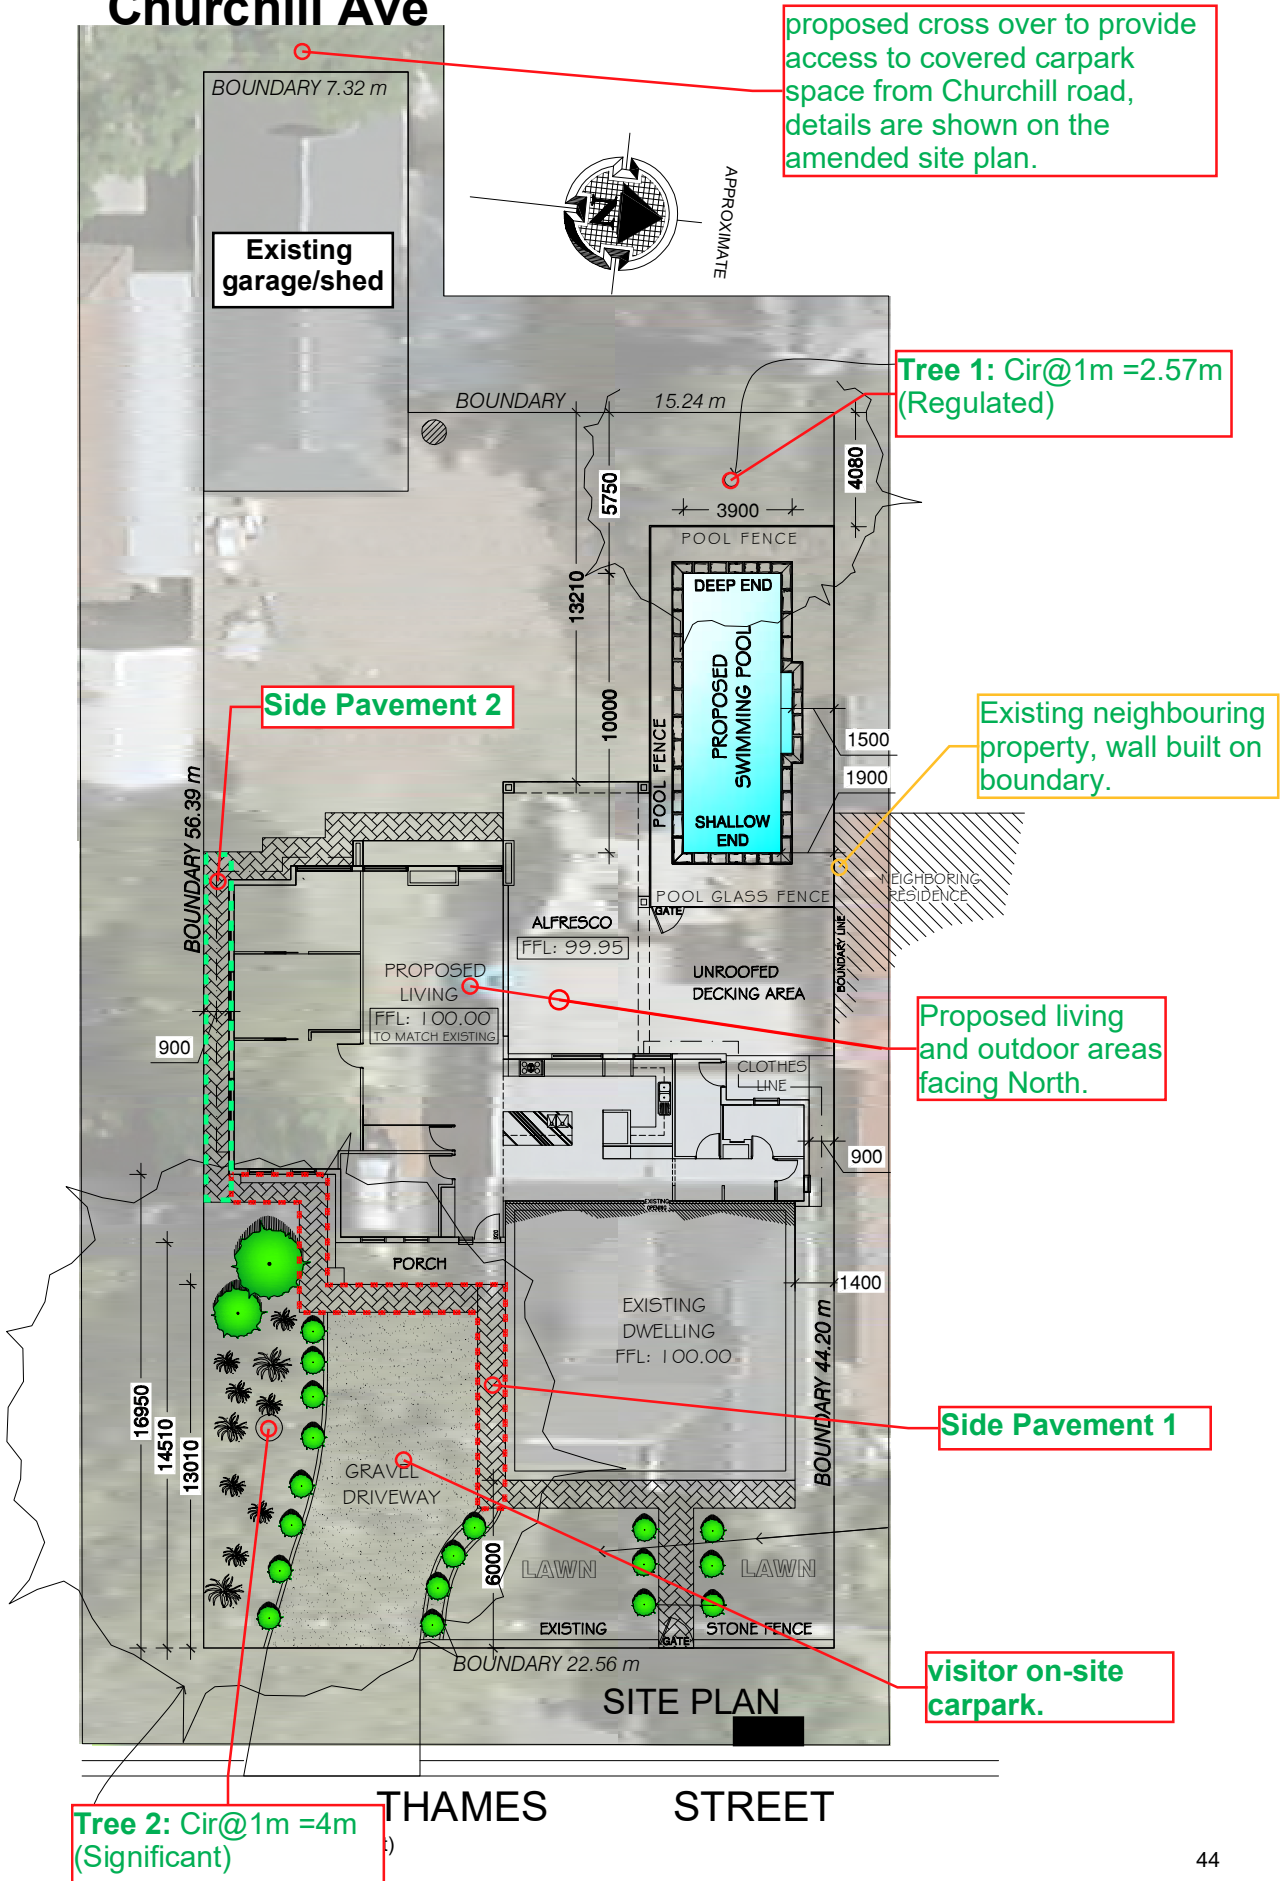 Churchill Ave
proposed cross over to provide
access to covered carpark
space from Churchill road,
details are shown on the
amended site plan.
BOUNDARY 7.32 m
N
APPROXIMATE
Existing
garage/shed
Tree 1: Cir@1m =2.57m
(Regulated)
BOUNDARY 15.24 m
5750
4080
3900
POOL FENCE
13210
DEEP END
PROPOSED
SWIMMING POOL
10000
Side Pavement 2
Existing neighbouring
property, wall built on
boundary.
1500
POOL FENCE
1900
BOUNDARY 56.39 m
SHALLOW
END
NEIGHBORING
RESIDENCE
POOL GLASS FENCE
GATE
ALFRESCO
FFL: 99.95
BOUNDARY LINE
PROPOSED
LIVING
FFL: 100.00
TO MATCH EXISTING
UNROOFED
DECKING AREA
Proposed living
and outdoor areas
facing North.
900
CLOTHES
LINE
900
EXISTING
OPENING
PORCH
1400
EXISTING
DWELLING
FFL: 100.00
BOUNDARY 44.20 m
16950
14510
13010
Side Pavement 1
GRAVEL
DRIVEWAY
6000
LAWN
LAWN
EXISTING
STONE FENCE
GATE
BOUNDARY 22.56 m
visitor on-site
carpark.
SITE PLAN
THAMES STREET
Tree 2: Cir@1m =4m
(Significant)
44